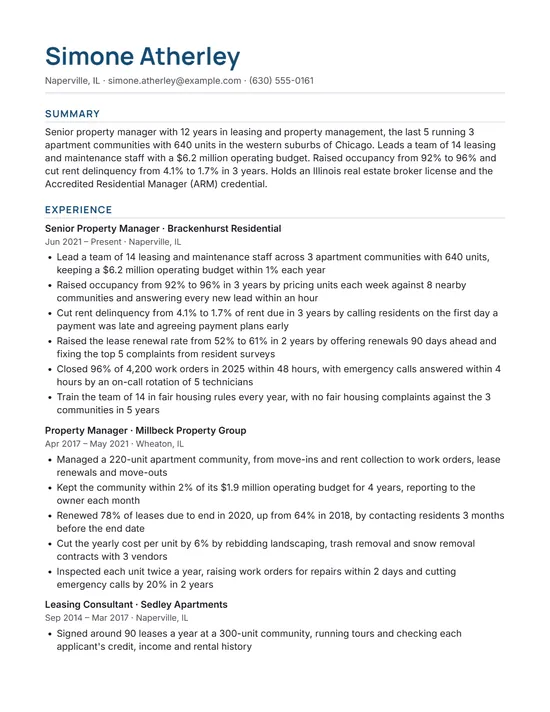 Simone Atherley
Naperville, IL · simone.atherley@example.com · (630) 555-0161
SUMMARY
Senior property manager with 12 years in leasing and property management, the last 5 running 3
apartment communities with 640 units in the western suburbs of Chicago. Leads a team of 14 leasing
and maintenance staff with a $6.2 million operating budget. Raised occupancy from 92% to 96% and
cut rent delinquency from 4.1% to 1.7% in 3 years. Holds an Illinois real estate broker license and the
Accredited Residential Manager (ARM) credential.
EXPERIENCE
Senior Property Manager · Brackenhurst Residential
Jun 2021 – Present · Naperville, IL
• Lead a team of 14 leasing and maintenance staff across 3 apartment communities with 640 units,
keeping a $6.2 million operating budget within 1% each year
• Raised occupancy from 92% to 96% in 3 years by pricing units each week against 8 nearby
communities and answering every new lead within an hour
• Cut rent delinquency from 4.1% to 1.7% of rent due in 3 years by calling residents on the first day a
payment was late and agreeing payment plans early
• Raised the lease renewal rate from 52% to 61% in 2 years by offering renewals 90 days ahead and
fixing the top 5 complaints from resident surveys
• Closed 96% of 4,200 work orders in 2025 within 48 hours, with emergency calls answered within 4
hours by an on-call rotation of 5 technicians
• Train the team of 14 in fair housing rules every year, with no fair housing complaints against the 3
communities in 5 years
Property Manager · Millbeck Property Group
Apr 2017 – May 2021 · Wheaton, IL
• Managed a 220-unit apartment community, from move-ins and rent collection to work orders, lease
renewals and move-outs
• Kept the community within 2% of its $1.9 million operating budget for 4 years, reporting to the
owner each month
• Renewed 78% of leases due to end in 2020, up from 64% in 2018, by contacting residents 3 months
before the end date
• Cut the yearly cost per unit by 6% by rebidding landscaping, trash removal and snow removal
contracts with 3 vendors
• Inspected each unit twice a year, raising work orders for repairs within 2 days and cutting
emergency calls by 20% in 2 years
Leasing Consultant · Sedley Apartments
Sep 2014 – Mar 2017 · Naperville, IL
• Signed around 90 leases a year at a 300-unit community, running tours and checking each
applicant's credit, income and rental history